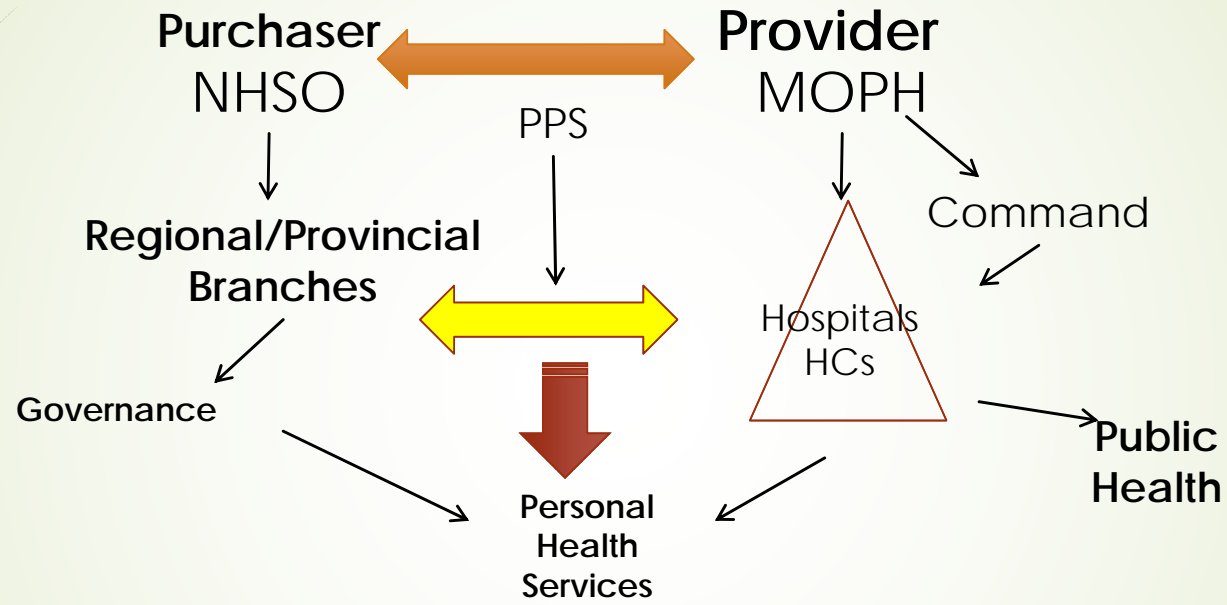 Purchaser
NHSO
Provider
MOPH
PPS
Regional/Provincial
Branches
Command
Hospitals
HCs
Governance
Public
Health
Personal
Health
Services